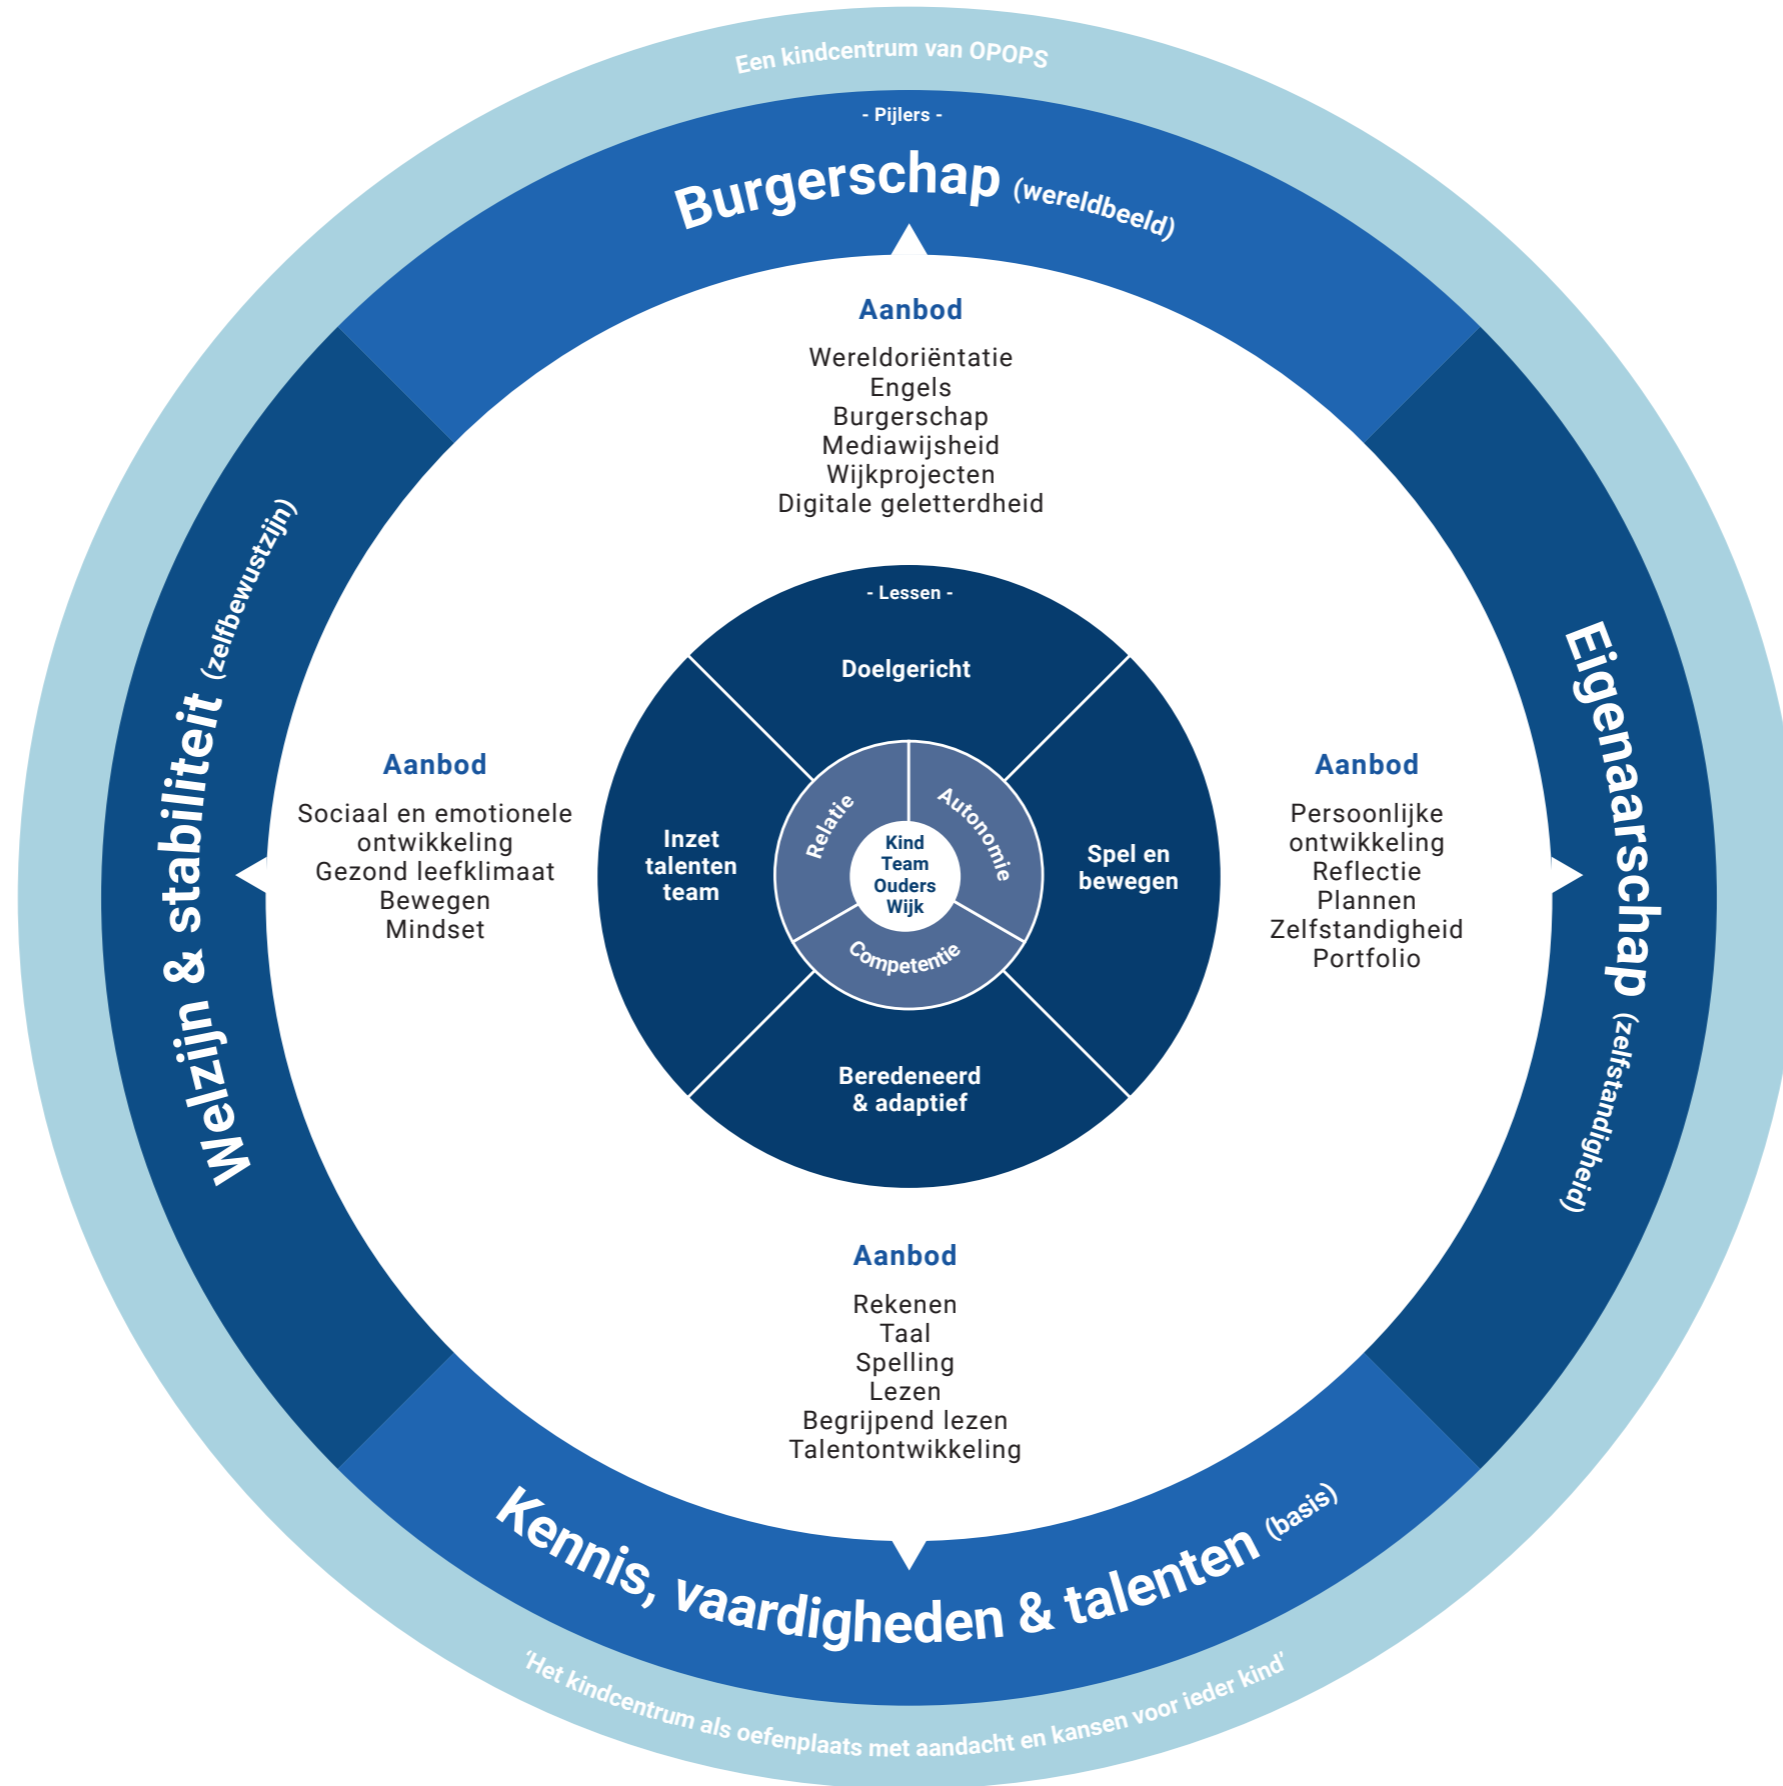 Een kindcentrum van OPOPS
- Pijlers -
Burgerschap (wereldbeeld)
Aanbod
Wereldoriëntatie
Engels
Burgerschap
Mediawijsheid
Wijkprojecten
Digitale geletterdheid
Welzijn & stabiliteit (zelfbewustzijn)
Aanbod
Sociaal en emotionele
ontwikkeling
Gezond leefklimaat
Bewegen
Mindset
- Lessen -
Doelgericht
Inzet
talenten
team
Relatie
Autonomie
Competentie
Kind
Team
Ouders
Wijk
Spel en
bewegen
Beredeneerd
& adaptief
Aanbod
Persoonlijke
ontwikkeling
Reflectie
Plannen
Zelfstandigheid
Portfolio
Eigenaarschap (zelfstandigheid)
Aanbod
Rekenen
Taal
Spelling
Lezen
Begrijpend lezen
Talentontwikkeling
Kennis, vaardigheden & talenten (basis)
‘Het kindcentrum als oefenplaats met aandacht en kansen voor ieder kind’